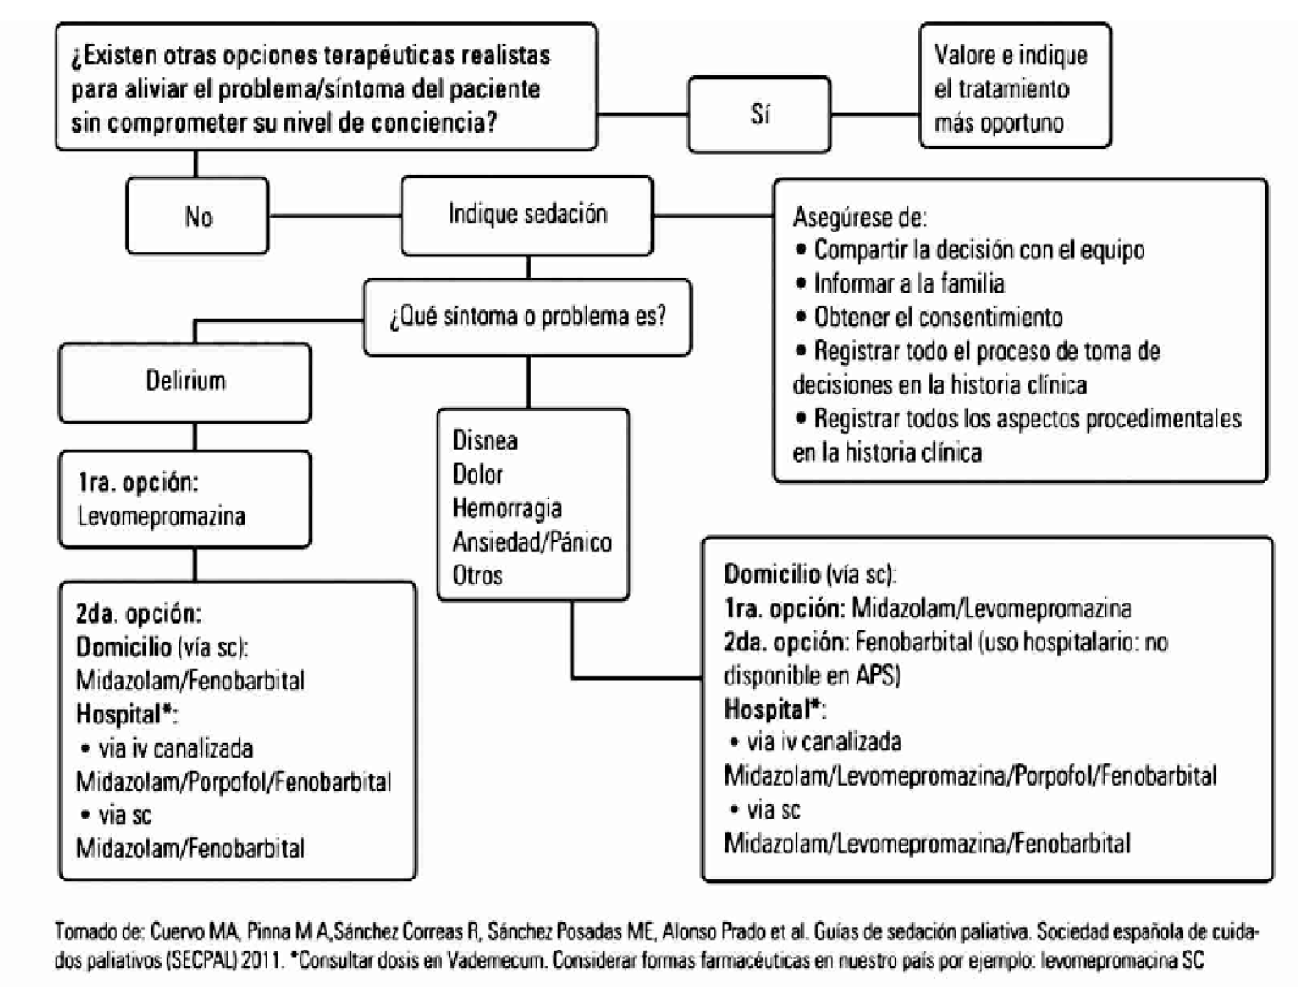 ¿Existen otras opciones terapéuticas realistas
para aliviar el problema/síntoma del paciente
sin comprometer su nivel de conciencia?
Sí
Valore e indique
el tratamiento
más oportuno
No
Indique sedación
Asegúrese de:
• Compartir la decisión con el equipo
• Informar a la familia
• Obtener el consentimiento
• Registrar todo el proceso de toma de
decisiones en la historia clínica
• Registrar todos los aspectos procedimentales
en la historia clínica
¿Qué síntoma o problema es?
Delirium
1ra. opción:
Levomepromazina
2da. opción:
Domicilio (vía sc):
Midazolam/Fenobarbital
Hospital*:
• via iv canalizada
Midazolam/Porpofol/Fenobarbital
• via sc
Midazolam/Fenobarbital
Disnea
Dolor
Hemorragia
Ansiedad/Pánico
Otros
Domicilio (vía sc):
1ra. opción: Midazolam/Levomepromazina
2da. opción: Fenobarbital (uso hospitalario: no
disponible en APS)
Hospital*:
• via iv canalizada
Midazolam/Levomepromazina/Porpofol/Fenobarbital
• via sc
Midazolam/Levomepromazina/Fenobarbital
Tomado de: Cuervo MA, Pinna M A,Sánchez Correas R, Sánchez Posadas ME, Alonso Prado et al. Guías de sedación paliativa. Sociedad española de cuida-
dos paliativos (SECPAL) 2011. *Consultar dosis en Vademecum. Considerar formas farmacéuticas en nuestro país por ejemplo: levomepromacina SC